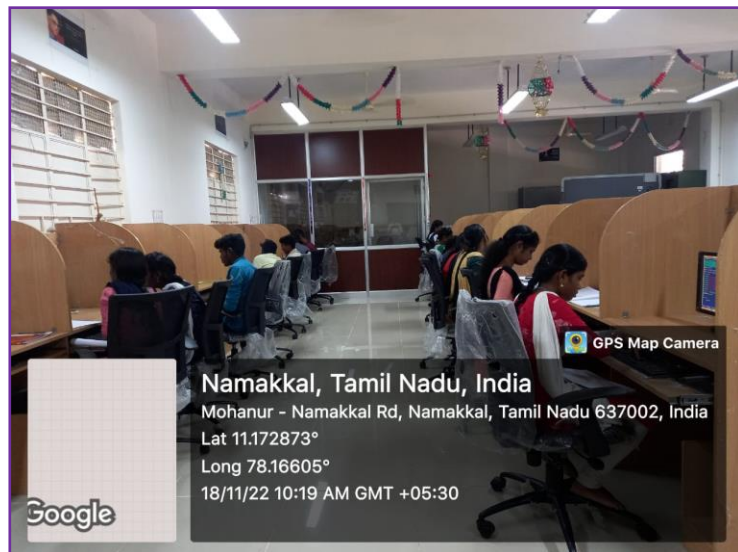 GPS Map Camera
Namakkal, Tamil Nadu, India
Mohanur - Namakkal Rd, Namakkal, Tamil Nadu 637002, India
Lat 11.172873°
Long 78.16605°
18/11/22 10:19 AM GMT +05:30
Google